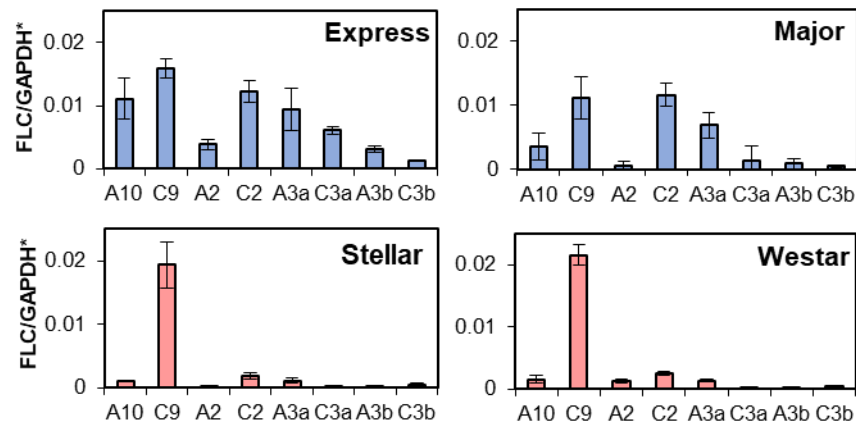 Express
FLC/GAPDH*
0.02
0.01
0
A10 C9 A2 C2 A3a C3a A3b C3b
Major
0.02
0.01
0
A10 C9 A2 C2 A3a C3a A3b C3b
Stellar
FLC/GAPDH*
0.02
0.01
0
A10 C9 A2 C2 A3a C3a A3b C3b
Westar
0.02
0.01
0
A10 C9 A2 C2 A3a C3a A3b C3b